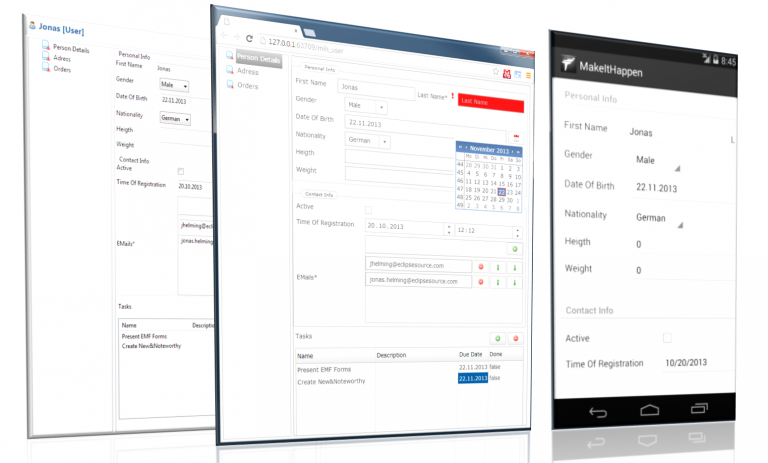 Jonas [User]
Person Details
Adress
Orders
Personal Info
First Name Jonas
Gender Male
Date Of Birth 22.11.2013
Nationality German
Heigth
Weight
Contact Info
Active
Time Of Registration 20.10.2013
jhelming@ec
EMails* jonas.helming
Tasks
Name Description
Present EMF Forms
Create New&Noteworthy
127.0.0.1:63709/min_user
Person Details
Adress
Orders
Personal Info
First Name Jonas Last Name* ! Last Name
Gender Male
Date Of Birth 22.11.2013
Nationality German
Heigth
Weight
November 2013
Mo Di Mi Do Fr Sa So
44 28 29 30 31 1 2 3
45 4 5 6 7 8 9 10
46 11 12 13 14 15 16 17
47 18 19 20 21 22 23 24
48 25 26 27 28 29 30 1
49 2 3 4 5 6 7 8
Contact Info
Active
Time Of Registration 20.10.2013 12:12
jhelming@eclipsesource.com
EMails* jonas.helming@eclipsesource.com
Tasks
Name Description Due Date Done
Present EMF Forms 22.11.2013 false
Create New&Noteworthy 22.11.2013 false
8:45
MakeItHappen
Personal Info
First Name Jonas L
Gender Male
Date Of Birth 22.11.2013
Nationality German
Heigth 0
Weight 0
Contact Info
Active
Time Of Registration 10/20/2013